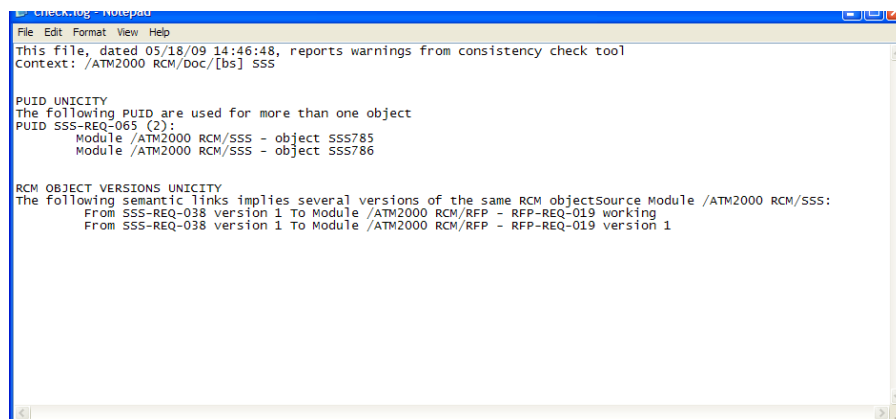 check.log - Notepad
File Edit Format View Help
This file, dated 05/18/09 14:46:48, reports warnings from consistency check tool
Context: /ATM2000 RCM/Doc/[bs] SSS
PUID UNICITY
The following PUID are used for more than one object
PUID SSS-REQ-065 (2):
Module /ATM2000 RCM/SSS - object SSS785
Module /ATM2000 RCM/SSS - object SSS786
RCM OBJECT VERSIONS UNICITY
The following semantic links implies several versions of the same RCM objectSource Module /ATM2000 RCM/SSS:
From SSS-REQ-038 version 1 To Module /ATM2000 RCM/RFP - RFP-REQ-019 working
From SSS-REQ-038 version 1 To Module /ATM2000 RCM/RFP - RFP-REQ-019 version 1